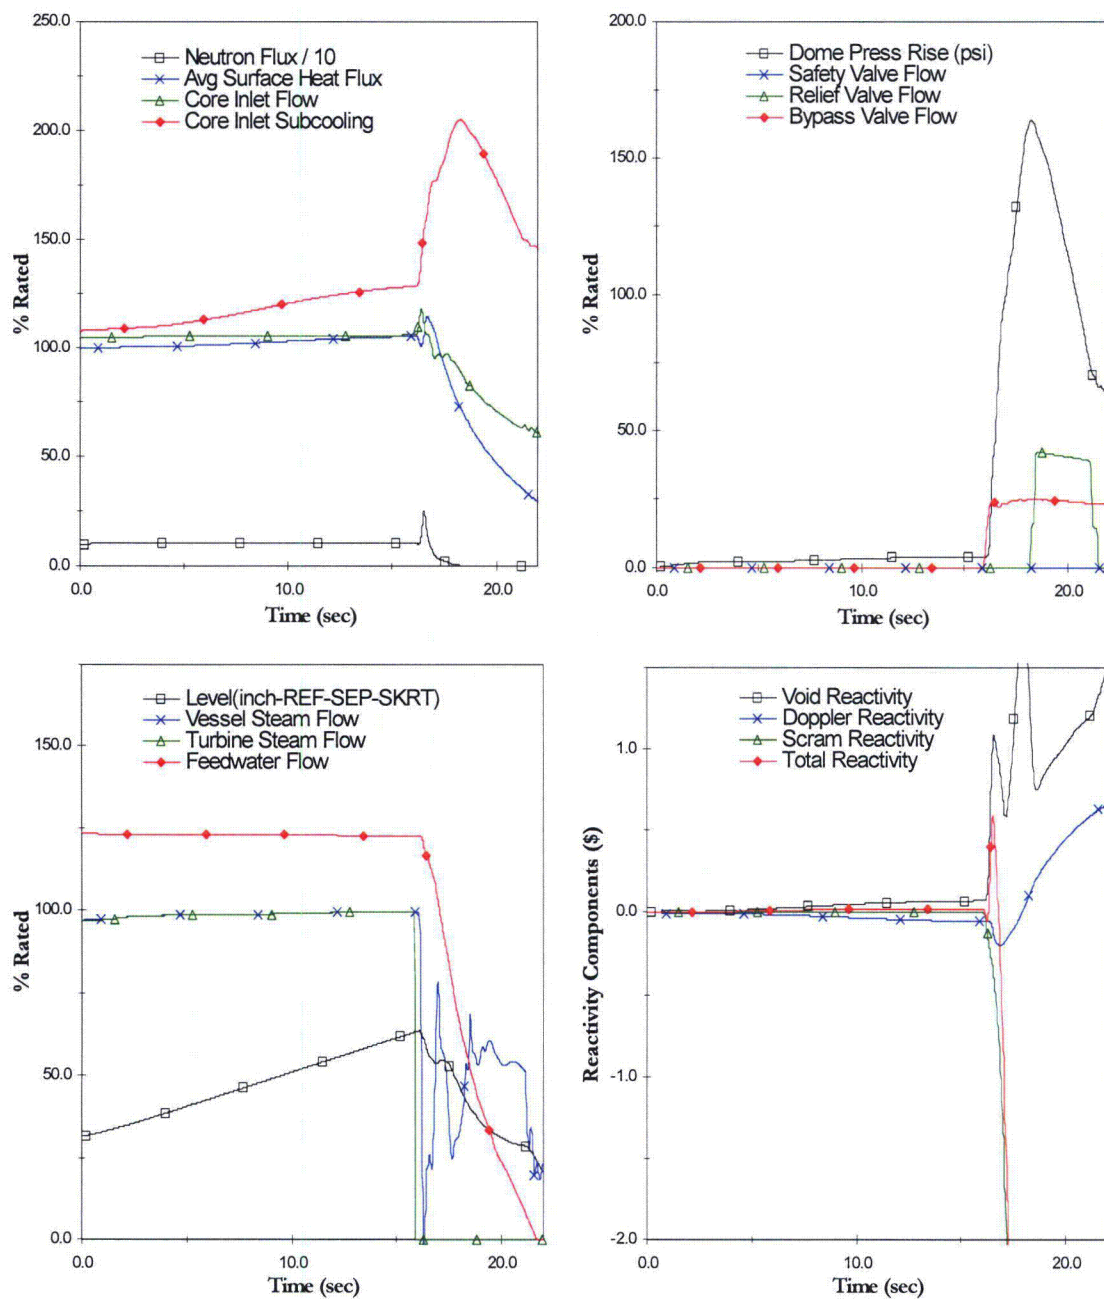 250.0
Neutron Flux / 10
Avg Surface Heat Flux
Core Inlet Flow
Core Inlet Subcooling
200.0
150.0
100.0
50.0
0.0
% Rated
0.0
10.0
20.0
Time (sec)
200.0
Dome Press Rise (psi)
Safety Valve Flow
Relief Valve Flow
Bypass Valve Flow
150.0
100.0
50.0
0.0
% Rated
0.0
10.0
20.0
Time (sec)
Level(inch-REF-SEP-SKRT)
Vessel Steam Flow
Turbine Steam Flow
Feedwater Flow
150.0
100.0
50.0
0.0
% Rated
0.0
10.0
20.0
Time (sec)
Void Reactivity
Doppler Reactivity
Scram Reactivity
Total Reactivity
1.0
0.0
-1.0
-2.0
Reactivity Components ($)
0.0
10.0
20.0
Time (sec)